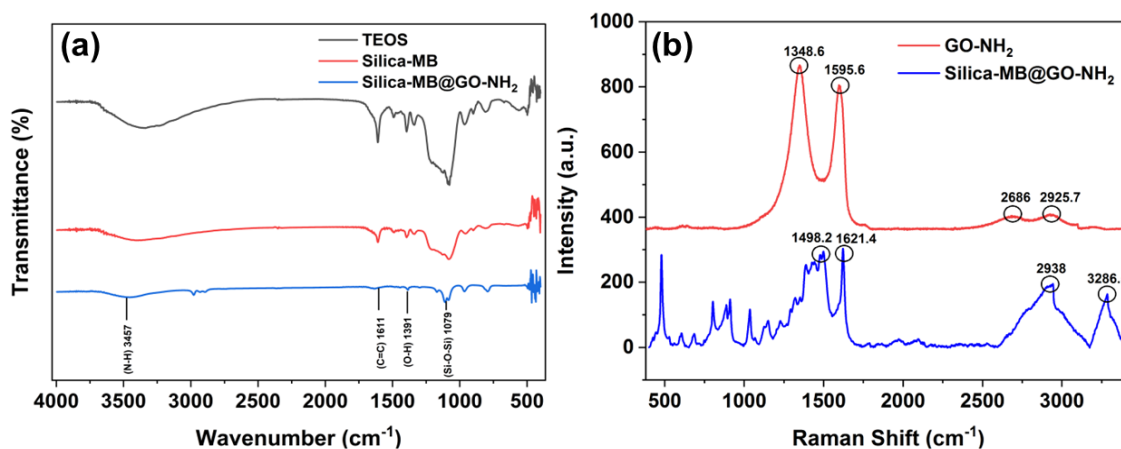 (a)
TEOS
Silica-MB
Silica-MB@GO-NH₂
Transmittance (%)
(N-H) 3457
(C=C) 1611
(O-H) 1391
(Si-O-Si) 1079
4000 3500 3000 2500 2000 1500 1000 500
Wavenumber (cm⁻¹)
(b)
GO-NH₂
Silica-MB@GO-NH₂
Intensity (a.u.)
1000
800
600
400
200
0
1348.6
1595.6
2686
2925.7
1498.2
1621.4
2938
3286.
500 1000 1500 2000 2500 3000
Raman Shift (cm⁻¹)